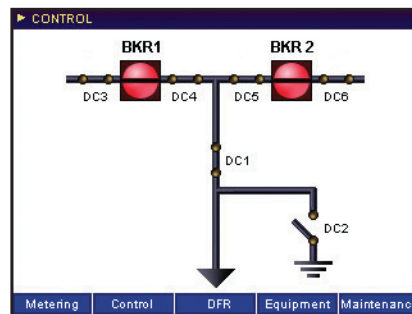 CONTROL
BKR1 BKR 2
DC3 DC4 DC5 DC6
DC1
DC2
Metering Control DFR Equipment Maintenanc